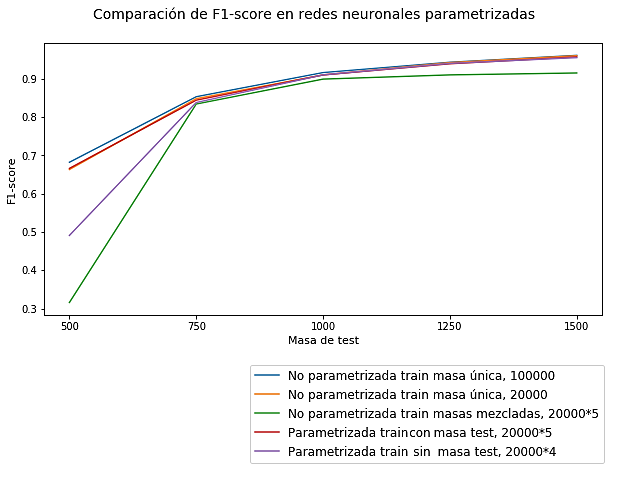 Comparación de F1-score en redes neuronales parametrizadas
0.9
0.8
0.7
0.6
0.5
0.4
0.3
F1-score
500 750 1000 1250 1500
Masa de test
No parametrizada train masa única, 100000
No parametrizada train masa única, 20000
No parametrizada train masas mezcladas, 20000*5
Parametrizada train con masa test, 20000*5
Parametrizada train sin masa test, 20000*4